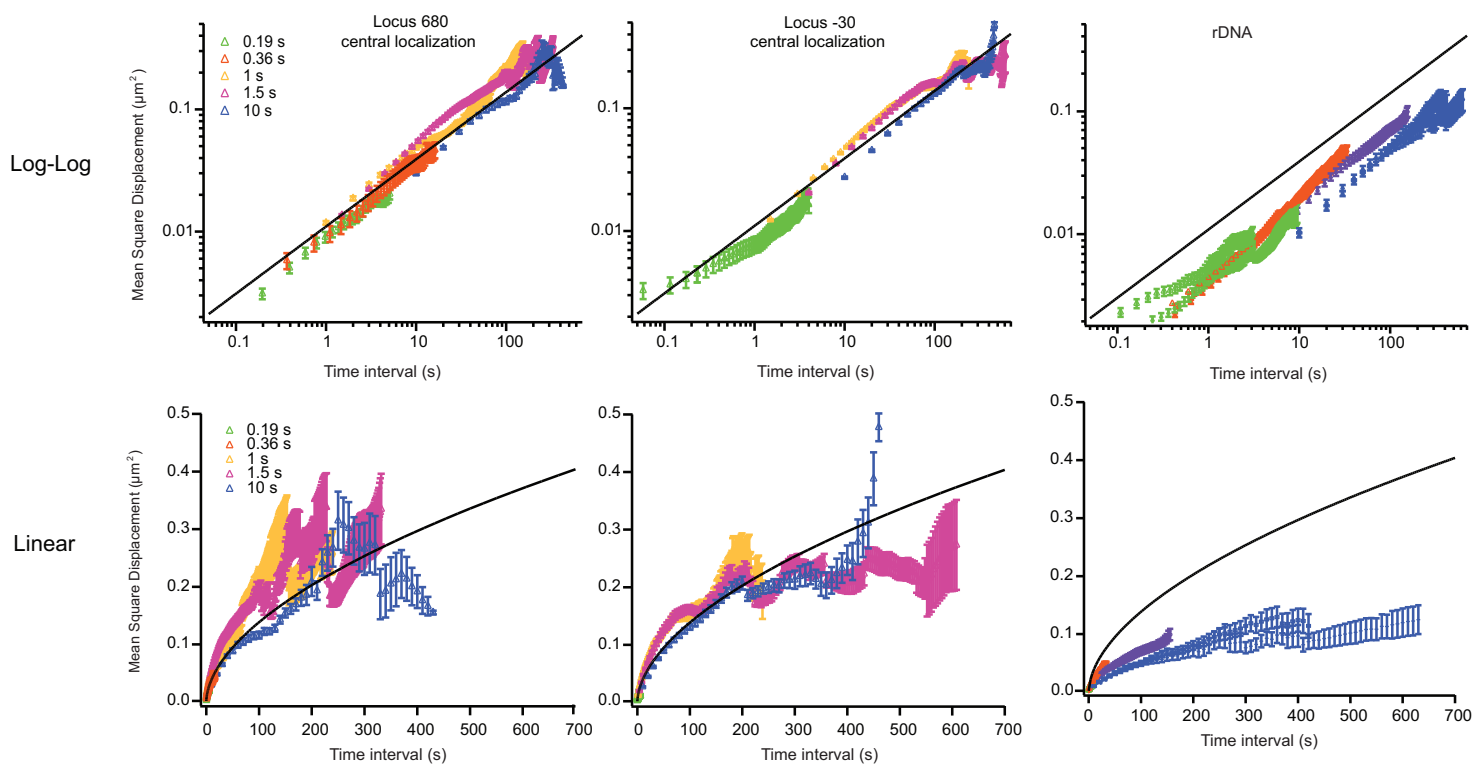 Locus 680
central localization
Locus -30
central localization
rDNA
Log-Log
Mean Square Displacement (µm²)
0.19 s
0.36 s
1 s
1.5 s
10 s
0.1
0.01
0.1
1
10
100
Time interval (s)
0.1
0.01
0.1
1
10
100
Time interval (s)
0.1
0.01
0.1
1
10
100
Time interval (s)
Linear
Mean Square Displacement (µm²)
0.19 s
0.36 s
1 s
1.5 s
10 s
0.5
0.4
0.3
0.2
0.1
0.0
0
100
200
300
400
500
600
700
Time interval (s)
0.5
0.4
0.3
0.2
0.1
0.0
0
100
200
300
400
500
600
700
Time interval (s)
0.5
0.4
0.3
0.2
0.1
0.0
0
100
200
300
400
500
600
700
Time interval (s)